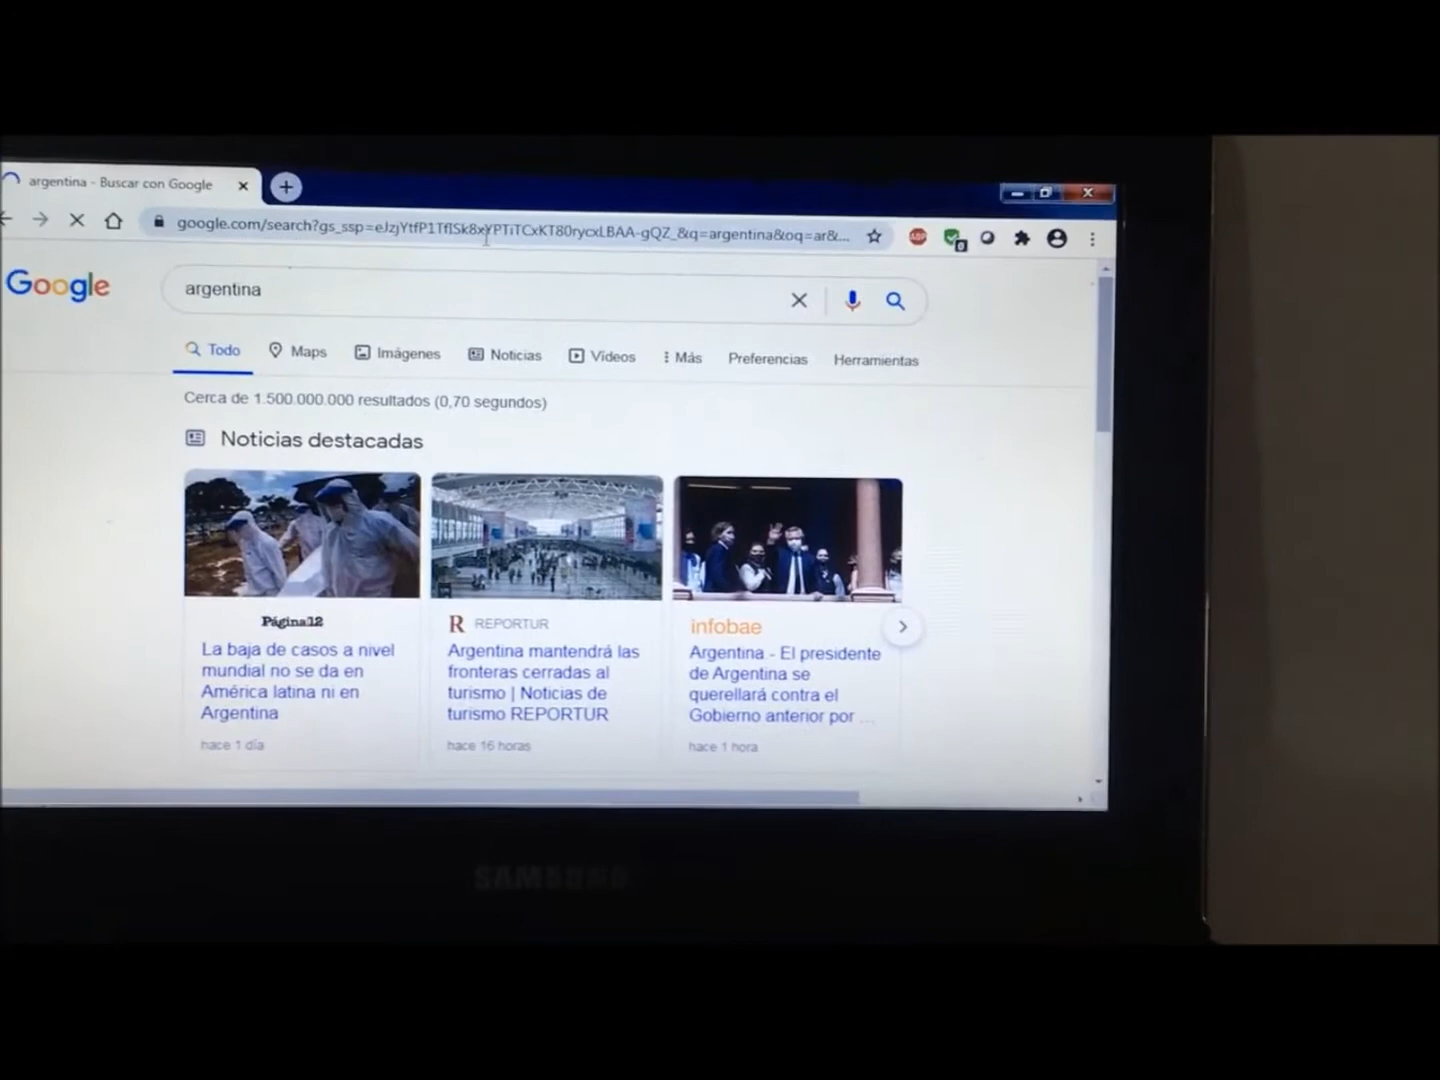 argentina - Buscar con Google
google.com/search?gs_ssp=eJzjYtfP1TfISk8xYPTiTCxKT80rycxLBAA-gQZ_&q=argentina&oq=ar&...
ABP
0
Google
argentina
Todo
Maps
Imágenes
Noticias
Vídeos
Más
Preferencias
Herramientas
Cerca de 1.500.000.000 resultados (0,70 segundos)
Noticias destacadas
Página12
La baja de casos a nivel
mundial no se da en
América latina ni en
Argentina
hace 1 día
R REPORTUR
Argentina mantendrá las
fronteras cerradas al
turismo | Noticias de
turismo REPORTUR
hace 16 horas
infobae
Argentina - El presidente
de Argentina se
querellará contra el
Gobierno anterior por ...
hace 1 hora
SAMSUNG